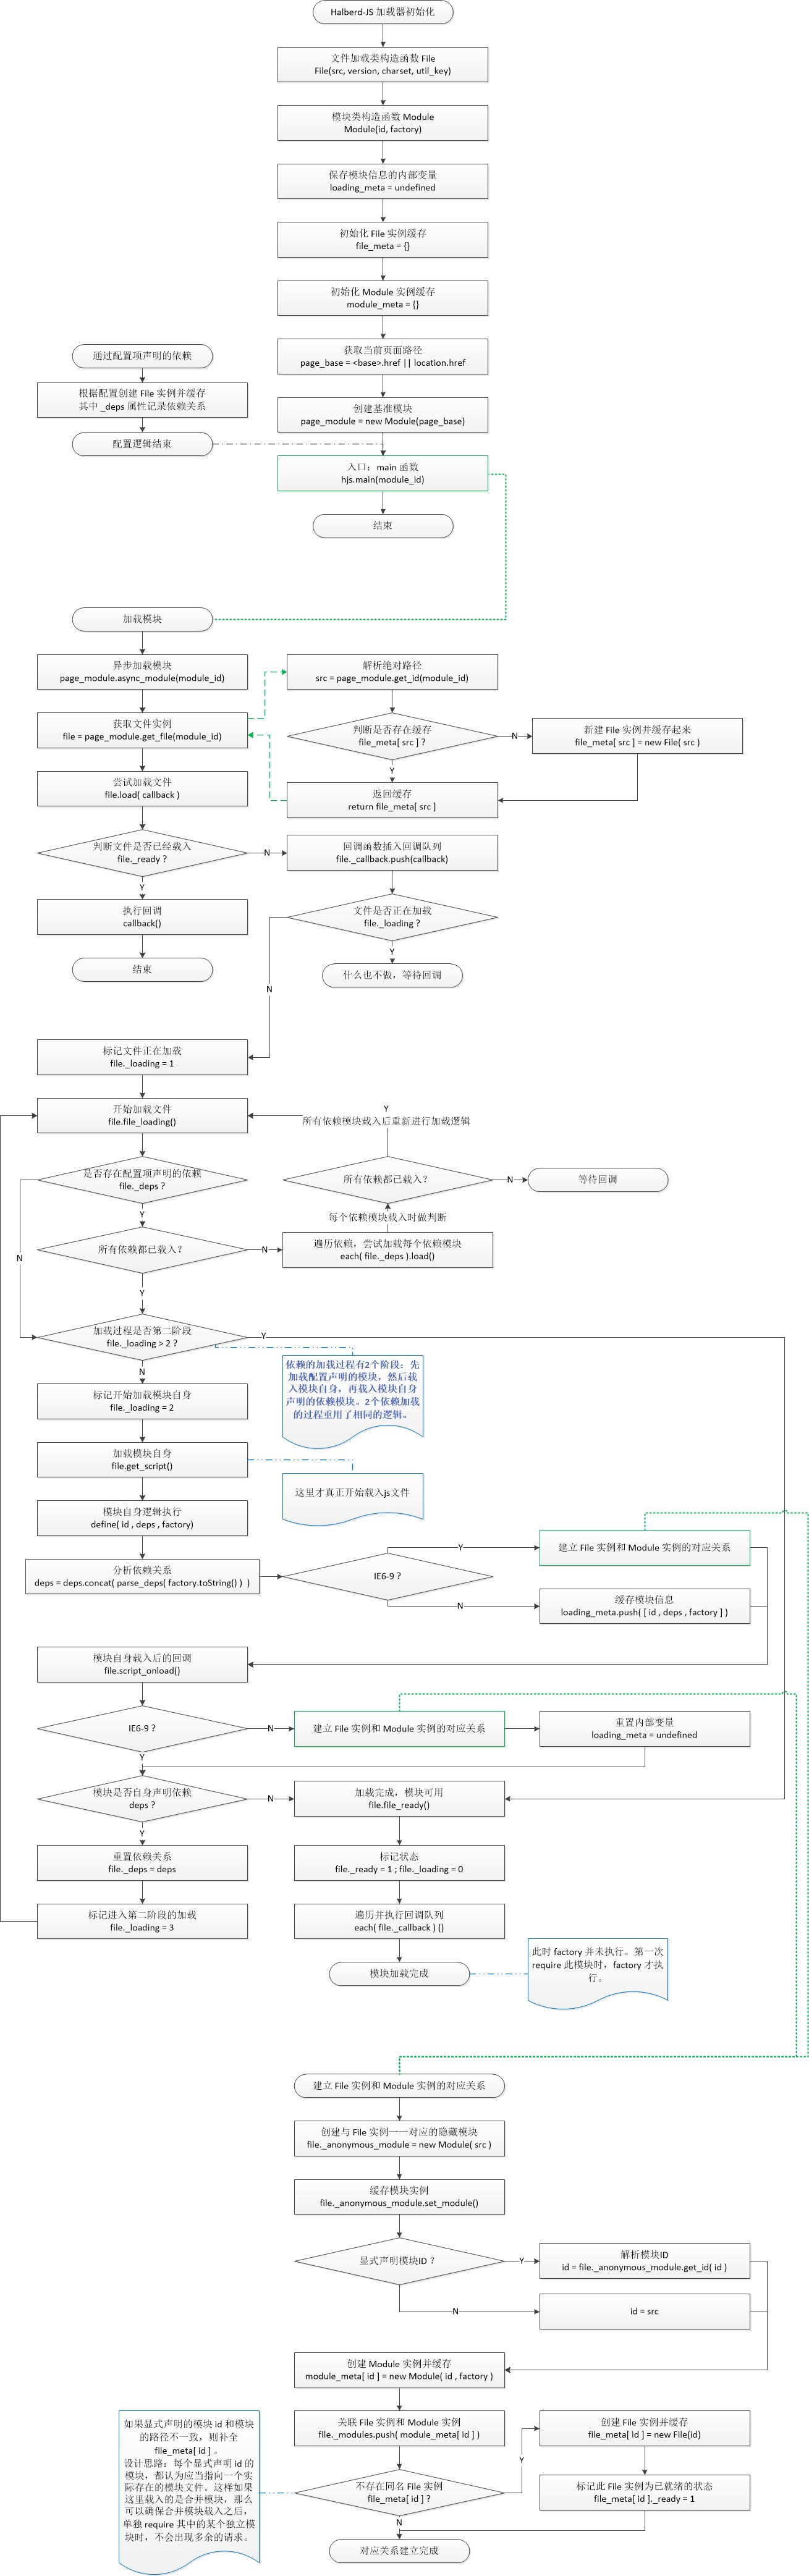 Halberd-JS 加载器初始化
文件加载类构造函数 File
File(src, version, charset, util_key)
模块类构造函数 Module
Module(id, factory)
保存模块信息的内部变量
loading_meta = undefined
初始化 File 实例缓存
file_meta = {}
初始化 Module 实例缓存
module_meta = {}
获取当前页面路径
page_base = <base>.href || location.href
通过配置项声明的依赖
根据配置创建 File 实例并缓存
其中 _deps 属性记录依赖关系
配置逻辑结束
创建基准模块
page_module = new Module(page_base)
入口：main 函数
hjs.main(module_id)
结束
加载模块
异步加载模块
page_module.async_module(module_id)
解析绝对路径
src = page_module.get_id(module_id)
获取文件实例
file = page_module.get_file(module_id)
判断是否存在缓存
file_meta[ src ] ?
N
新建 File 实例并缓存起来
file_meta[ src ] = new File( src )
Y
尝试加载文件
file.load( callback )
返回缓存
return file_meta[ src ]
判断文件是否已经载入
file._ready ?
N
回调函数插入回调队列
file._callback.push(callback)
Y
执行回调
callback()
文件是否正在加载
file._loading ?
Y
结束
什么也不做，等待回调
N
标记文件正在加载
file._loading = 1
开始加载文件
file.file_loading()
Y
所有依赖模块载入后重新进行加载逻辑
是否存在配置项声明的依赖
file._deps ?
所有依赖都已载入？
N
等待回调
Y
每个依赖模块载入时做判断
N
所有依赖都已载入？
N
遍历依赖，尝试加载每个依赖模块
each( file._deps ).load()
Y
加载过程是否第二阶段
file._loading > 2 ?
Y
N
依赖的加载过程有2个阶段：先
加载配置声明的模块，然后载
入模块自身，再载入模块自身
声明的依赖模块。2个依赖加载
的过程重用了相同的逻辑。
标记开始加载模块自身
file._loading = 2
加载模块自身
file.get_script()
这里才真正开始载入js文件
模块自身逻辑执行
define( id , deps , factory)
分析依赖关系
deps = deps.concat( parse_deps( factory.toString() ) )
IE6-9 ?
Y
建立 File 实例和 Module 实例的对应关系
N
缓存模块信息
loading_meta.push( [ id , deps , factory ] )
模块自身载入后的回调
file.script_onload()
IE6-9 ?
N
建立 File 实例和 Module 实例的对应关系
重置内部变量
loading_meta = undefined
Y
模块是否自身声明依赖
deps ?
N
加载完成，模块可用
file.file_ready()
Y
重置依赖关系
file._deps = deps
标记状态
file._ready = 1 ; file._loading = 0
标记进入第二阶段的加载
file._loading = 3
遍历并执行回调队列
each( file._callback ) ()
模块加载完成
此时 factory 并未执行。第一次
require 此模块时，factory 才执
行。
建立 File 实例和 Module 实例的对应关系
创建与 File 实例一一对应的隐藏模块
file._anonymous_module = new Module( src )
缓存模块实例
file._anonymous_module.set_module()
显式声明模块ID ?
Y
解析模块ID
id = file._anonymous_module.get_id( id )
N
id = src
创建 Module 实例并缓存
module_meta[ id ] = new Module( id , factory )
关联 File 实例和 Module 实例
file._modules.push( module_meta[ id ] )
创建 File 实例并缓存
file_meta[ id ] = new File(id)
如果显式声明的模块 id 和模块
的路径不一致，则补全
file_meta[ id ] 。
设计思路：每个显式声明 id 的
模块，都认为应当指向一个实
际存在的模块文件。这样如果
这里载入的是合并模块，那么
可以确保合并模块载入之后，
单独 require 其中的某个独立模
块时，不会出现多余的请求。
Y
不存在同名 File 实例
file_meta[ id ] ?
标记此 File 实例为已就绪的状态
file_meta[ id ]._ready = 1
N
对应关系建立完成